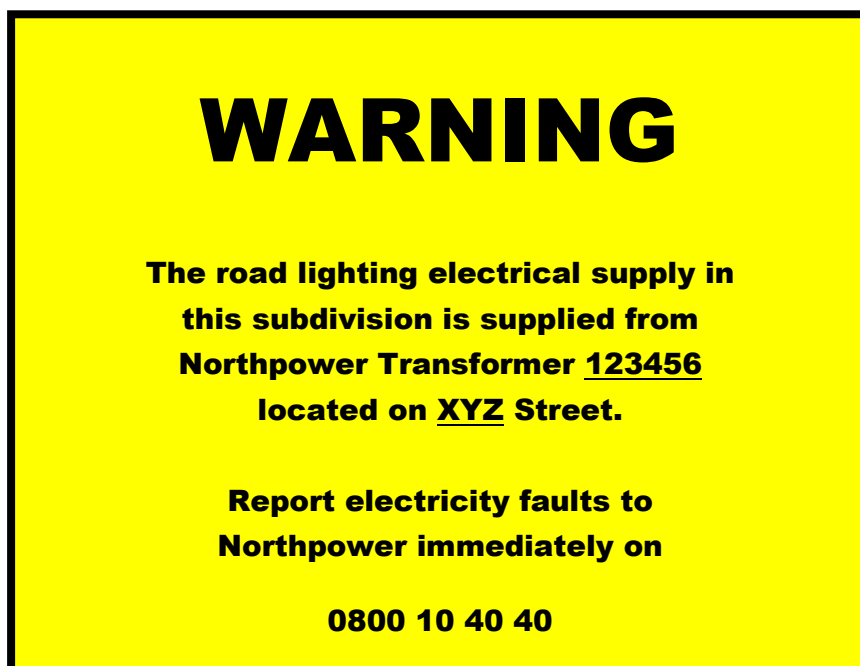 WARNING
The road lighting electrical supply in
this subdivision is supplied from
Northpower Transformer 123456
located on XYZ Street.
Report electricity faults to
Northpower immediately on
0800 10 40 40